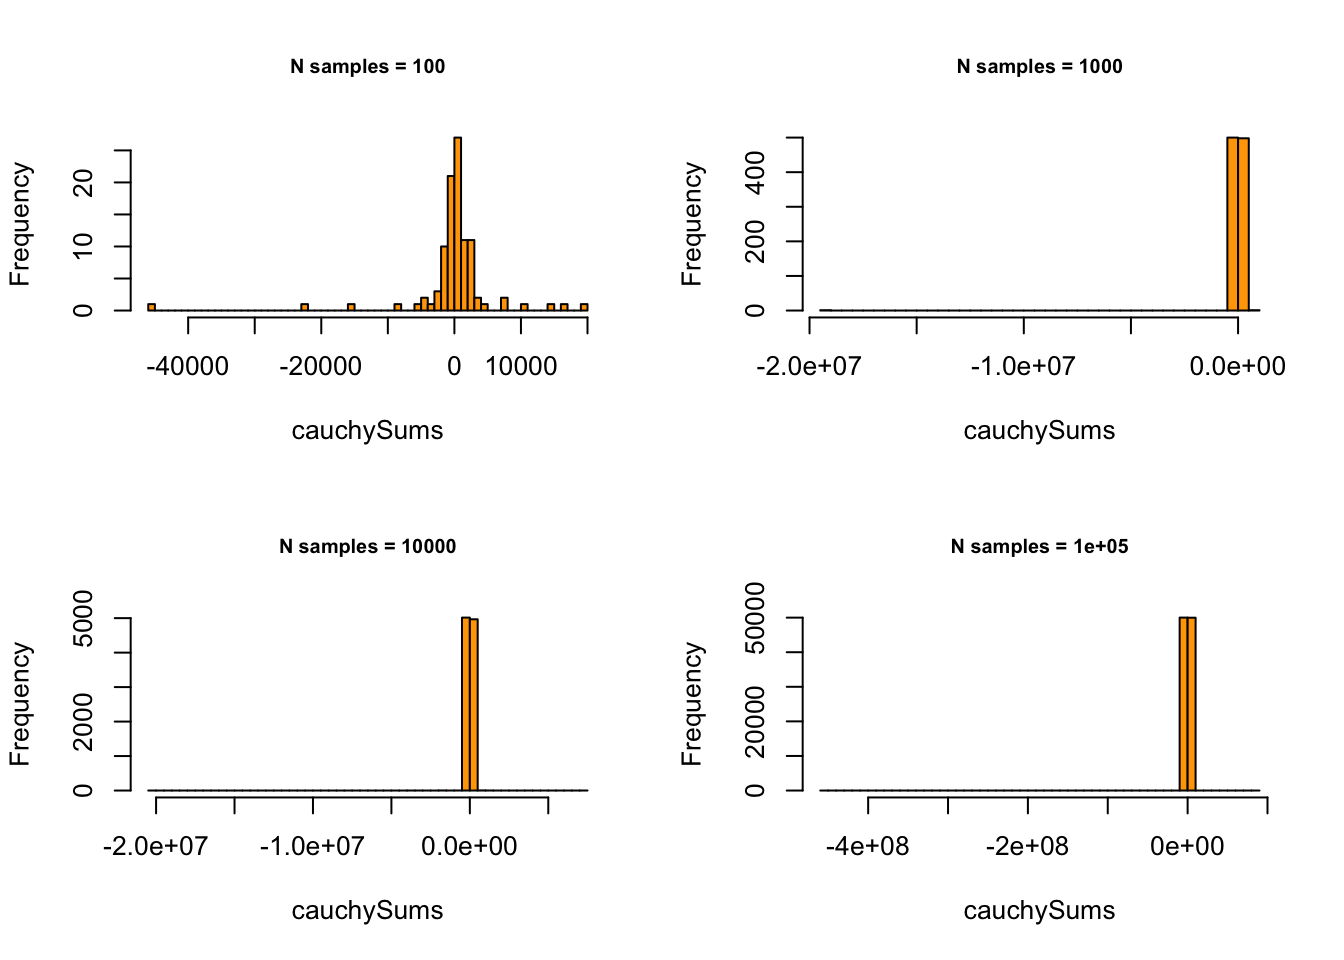 N samples = 100
Frequency
0 10 20
-40000 -20000 0 10000
cauchySums
N samples = 1000
Frequency
0 200 400
-2.0e+07 -1.0e+07 0.0e+00
cauchySums
N samples = 10000
Frequency
0 2000 5000
-2.0e+07 -1.0e+07 0.0e+00
cauchySums
N samples = 1e+05
Frequency
0 20000 50000
-4e+08 -2e+08 0e+00
cauchySums